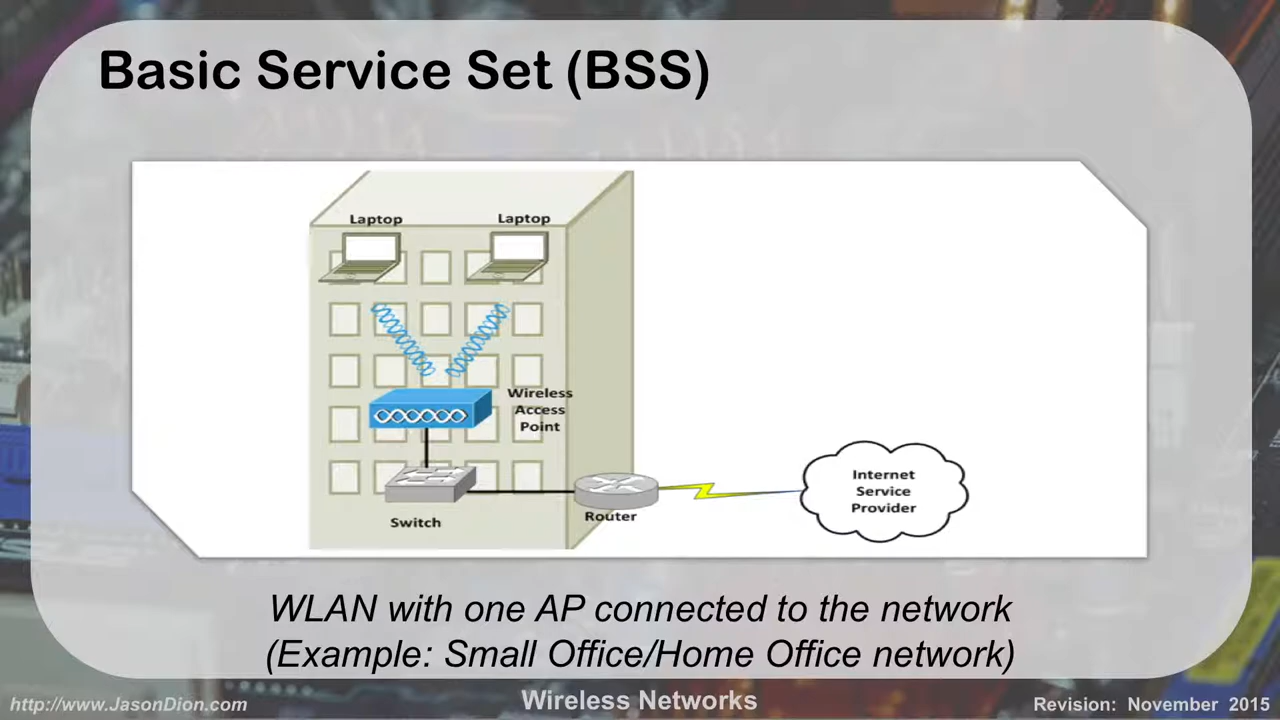 Basic Service Set (BSS)
Laptop
Laptop
Wireless
Access
Point
Switch
Router
Internet
Service
Provider
WLAN with one AP connected to the network
(Example: Small Office/Home Office network)
http://www.JasonDion.com
Wireless Networks
Revision: November 2015